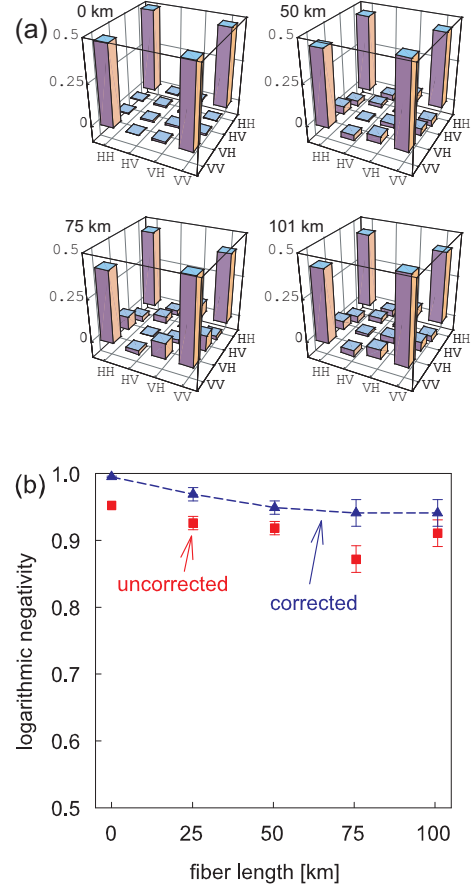 (a)
0 km
50 km
0.5
0.25
0
HH
HV
VH
VV
HH
HV
VH
VV
0.5
0.25
0
HH
HV
VH
VV
HH
HV
VH
VV
75 km
101 km
0.5
0.25
0
HH
HV
VH
VV
HH
HV
VH
VV
0.5
0.25
0
HH
HV
VH
VV
HH
HV
VH
VV
(b)
1.0
0.9
0.8
0.7
0.6
0.5
logarithmic negativity
uncorrected
corrected
0 25 50 75 100
fiber length [km]